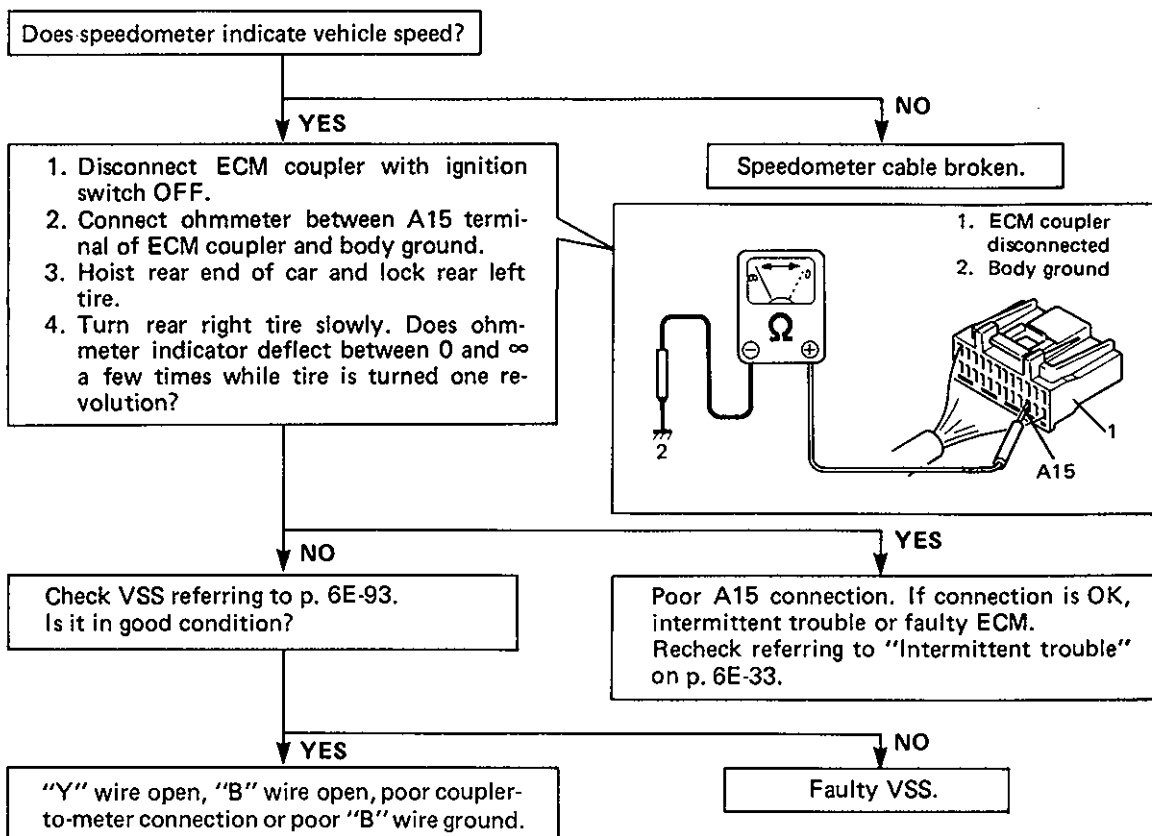 Does speedometer indicate vehicle speed?
YES
NO
1. Disconnect ECM coupler with ignition
switch OFF.
2. Connect ohmmeter between A15 termi-
nal of ECM coupler and body ground.
3. Hoist rear end of car and lock rear left
tire.
4. Turn rear right tire slowly. Does ohm-
meter indicator deflect between 0 and ∞
a few times while tire is turned one re-
volution?
Speedometer cable broken.
1. ECM coupler
disconnected
2. Body ground
∞
0
Ω
⊖
⊕
2
1
A15
NO
YES
Check VSS referring to p. 6E-93.
Is it in good condition?
Poor A15 connection. If connection is OK,
intermittent trouble or faulty ECM.
Recheck referring to "Intermittent trouble"
on p. 6E-33.
YES
NO
"Y" wire open, "B" wire open, poor coupler-
to-meter connection or poor "B" wire ground.
Faulty VSS.